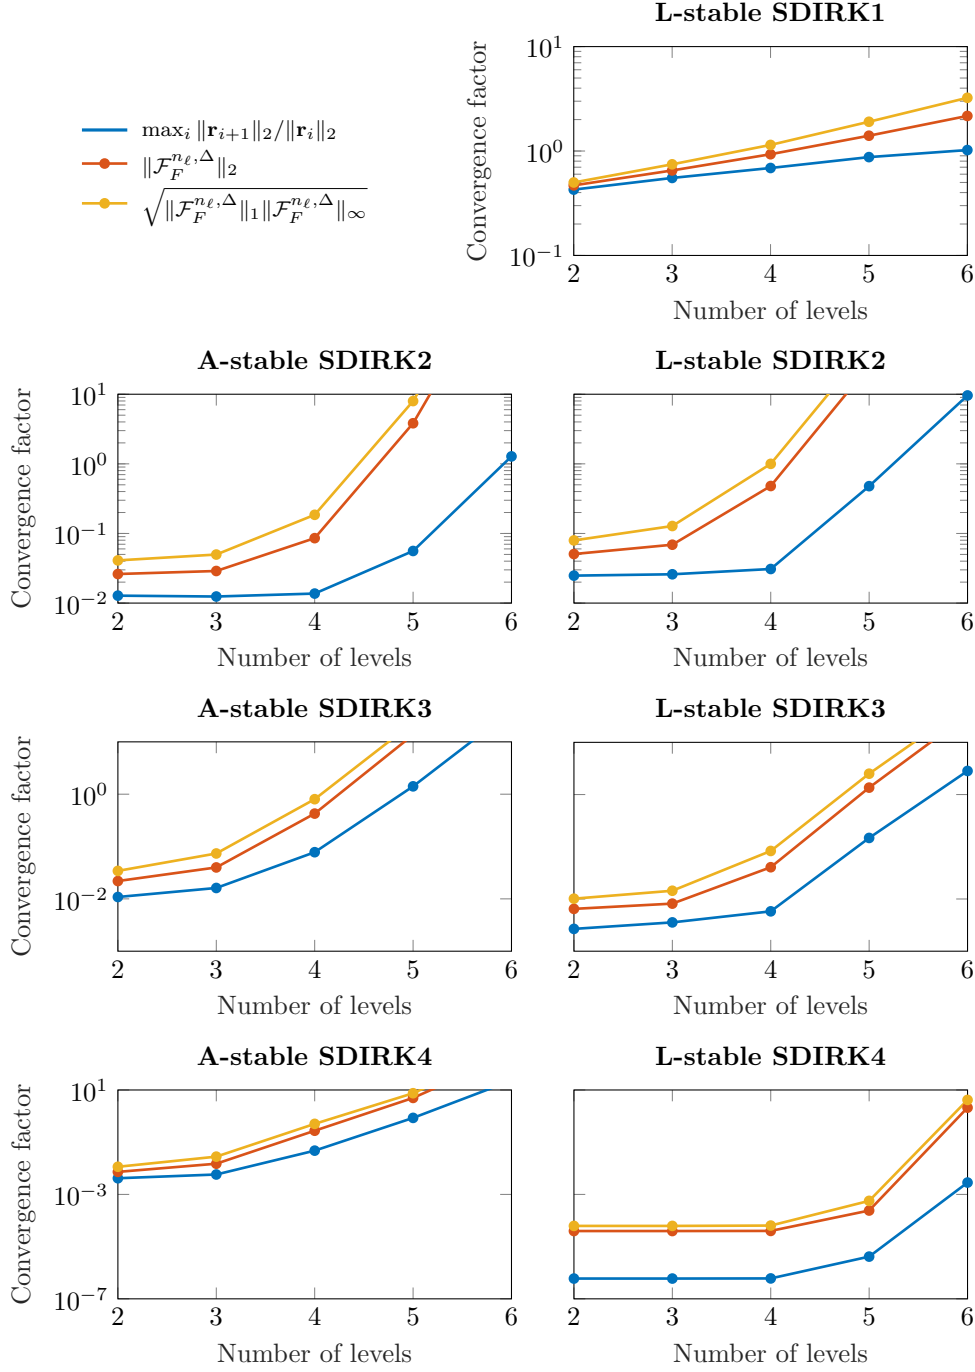 L-stable SDIRK1
max_i ‖r_{i+1}‖_2/‖r_i‖_2
‖𝓕_F^{n_ℓ,Δ}‖_2
√(‖𝓕_F^{n_ℓ,Δ}‖_1‖𝓕_F^{n_ℓ,Δ}‖_∞)
Convergence factor
10^1
10^0
10^{−1}
2 3 4 5 6
Number of levels
A-stable SDIRK2
Convergence factor
10^1
10^0
10^{−1}
10^{−2}
2 3 4 5 6
Number of levels
L-stable SDIRK2
2 3 4 5 6
Number of levels
A-stable SDIRK3
Convergence factor
10^0
10^{−2}
2 3 4 5 6
Number of levels
L-stable SDIRK3
2 3 4 5 6
Number of levels
A-stable SDIRK4
Convergence factor
10^1
10^{−3}
10^{−7}
2 3 4 5 6
Number of levels
L-stable SDIRK4
2 3 4 5 6
Number of levels